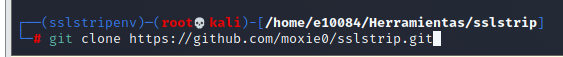 (sslstripenv)─(root💀kali)-[/home/e10084/Herramientas/sslstrip]
# git clone https://github.com/moxie0/sslstrip.git